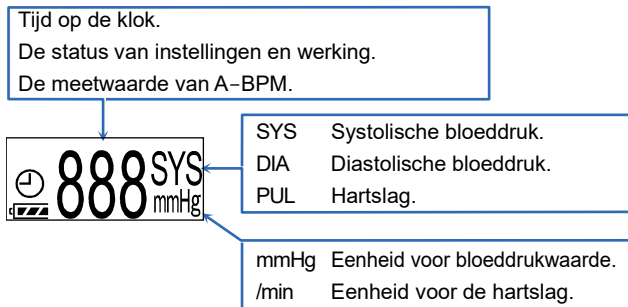 Tijd op de klok.
De status van instellingen en werking.
De meetwaarde van A-BPM.
SYS Systolische bloeddruk.
DIA Diastolische bloeddruk.
PUL Hartslag.
888 SYS
mmHg
mmHg Eenheid voor bloeddrukwaarde.
/min Eenheid voor de hartslag.